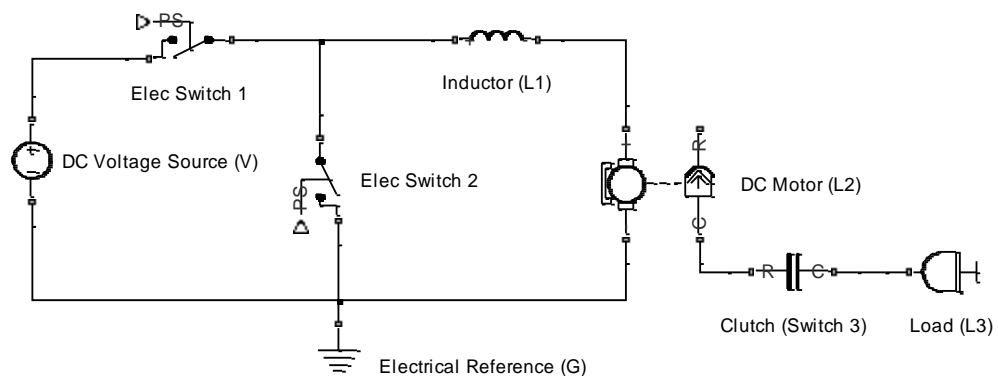 PS
Elec Switch 1
+
Inductor (L1)
+
−
DC Voltage Source (V)
PS
Elec Switch 2
+
R
C
DC Motor (L2)
R
C
Clutch (Switch 3)
Load (L3)
Electrical Reference (G)